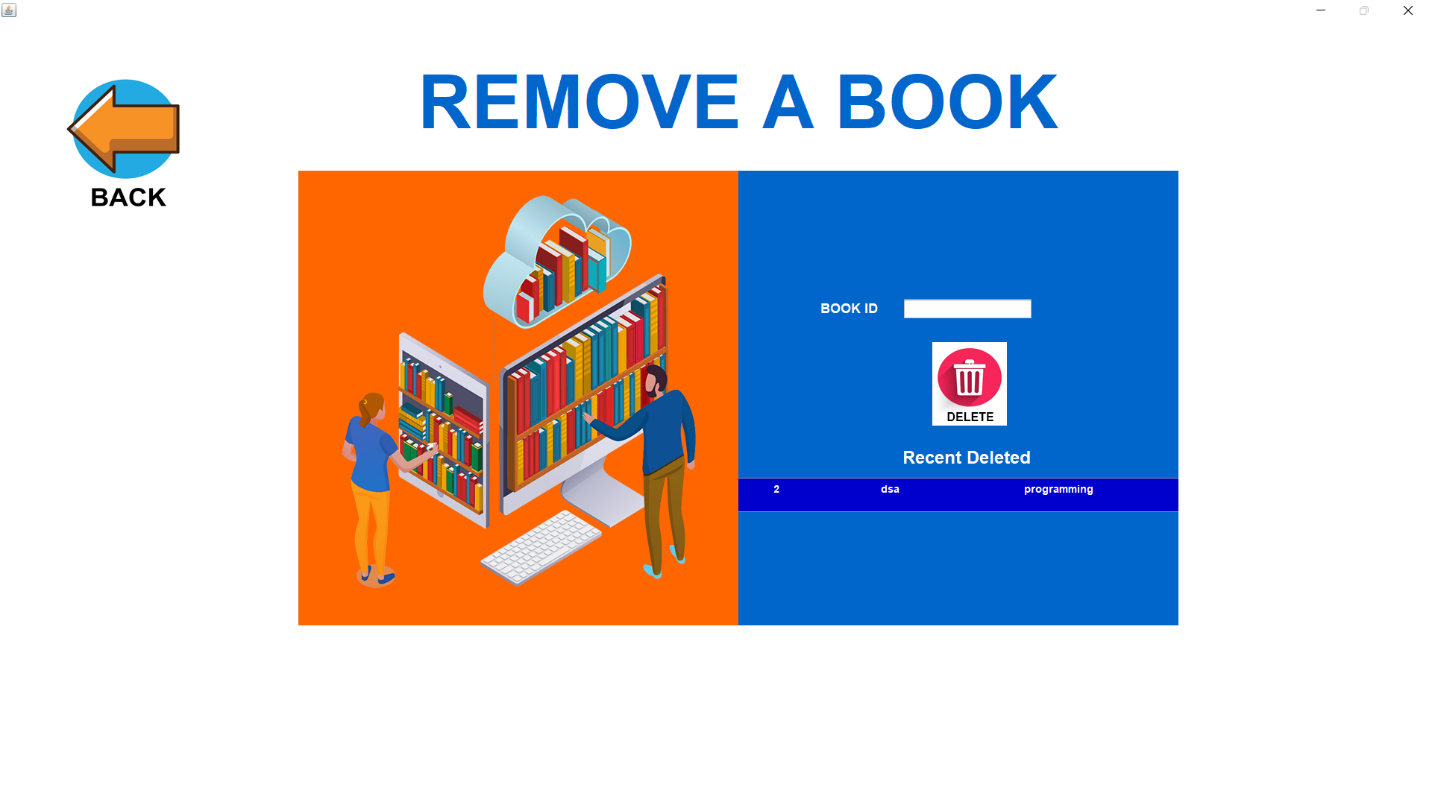 REMOVE A BOOK
BACK
BOOK ID
DELETE
Recent Deleted
2 dsa programming